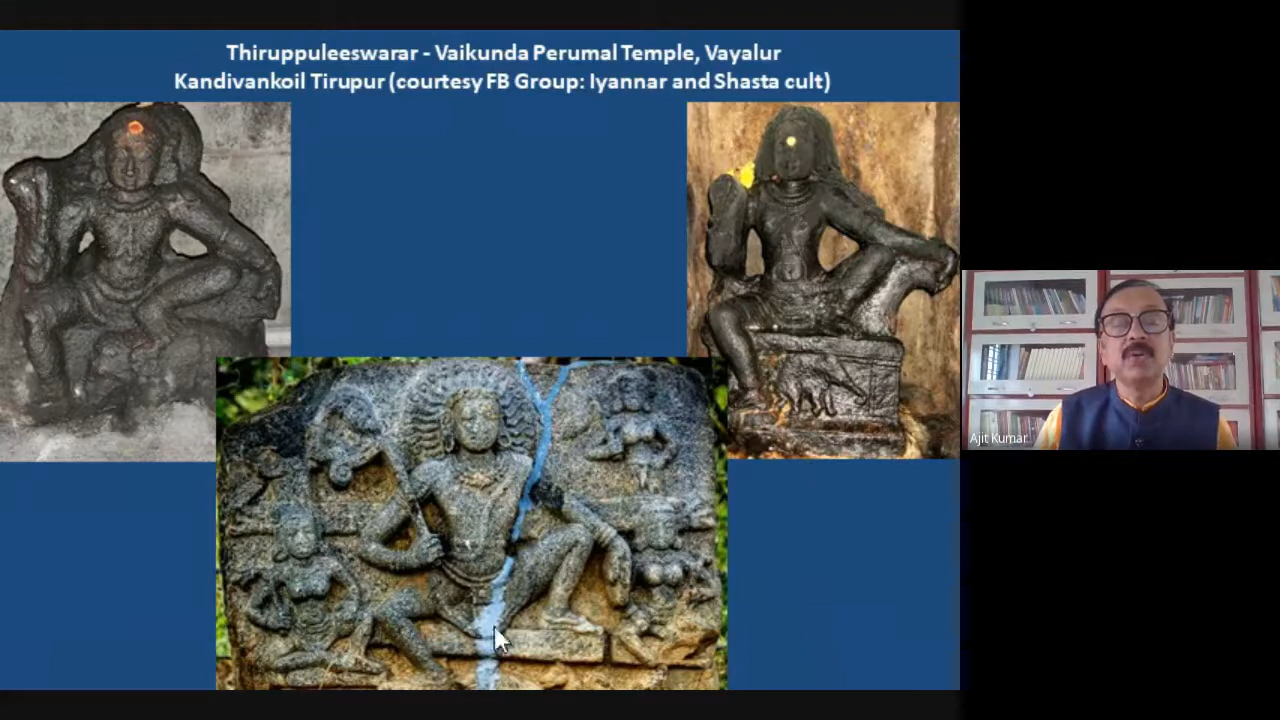 Thiruppuleeswarar - Vaikunda Perumal Temple, Vayalur
Kandivankoil Tirupur (courtesy FB Group: Iyannar and Shasta cult)
Ajit Kumar